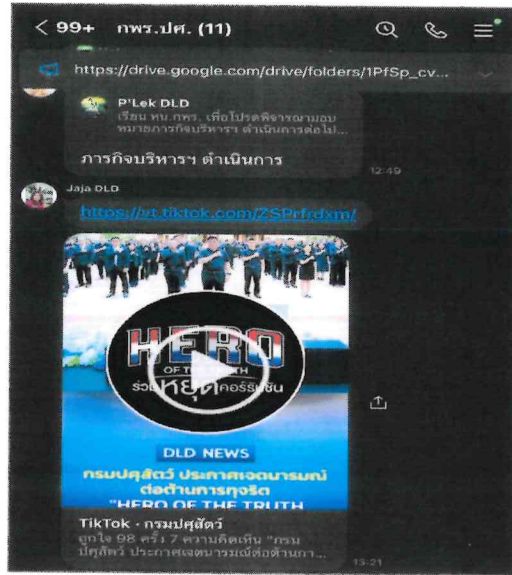 < 99+ กพร.ปศ. (11)
https://drive.google.com/drive/folders/1PfSp_cv...
P'Lek DLD
เรียน หน.กพร. เพื่อโปรดพิจารณามอบ
หมายภารกิจบริหารฯ ดำเนินการต่อไป...
ภารกิจบริหารฯ ดำเนินการ
12:49
Jaja DLD
https://vt.tiktok.com/ZSPrfrdxm/
HERO
OF THE TRUTH
ร่วมหยุดคอร์รัปชัน
DLD NEWS
กรมปศุสัตว์ ประกาศเจตนารมณ์
ต่อต้านการทุจริต
"HERO OF THE TRUTH
TikTok · กรมปศุสัตว์
ถูกใจ 98 ครั้ง 7 ความคิดเห็น "กรม
ปศุสัตว์ ประกาศเจตนารมณ์ต่อต้านกา...
13:21